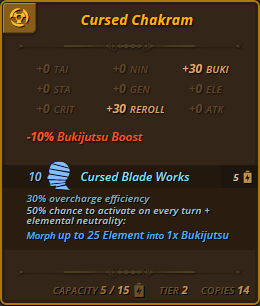 Cursed Chakram
+0 TAI +0 NIN +30 BUKI
+0 STA +0 GEN +0 ELE
+0 CRIT +30 REROLL +0 ATK
-10% Bukijutsu Boost
10 Cursed Blade Works 5
30% overcharge efficiency
50% chance to activate on every turn +
elemental neutrality:
Morph up to 25 Element into 1x Bukijutsu
CAPACITY 5 / 15 TIER 2 COPIES 14